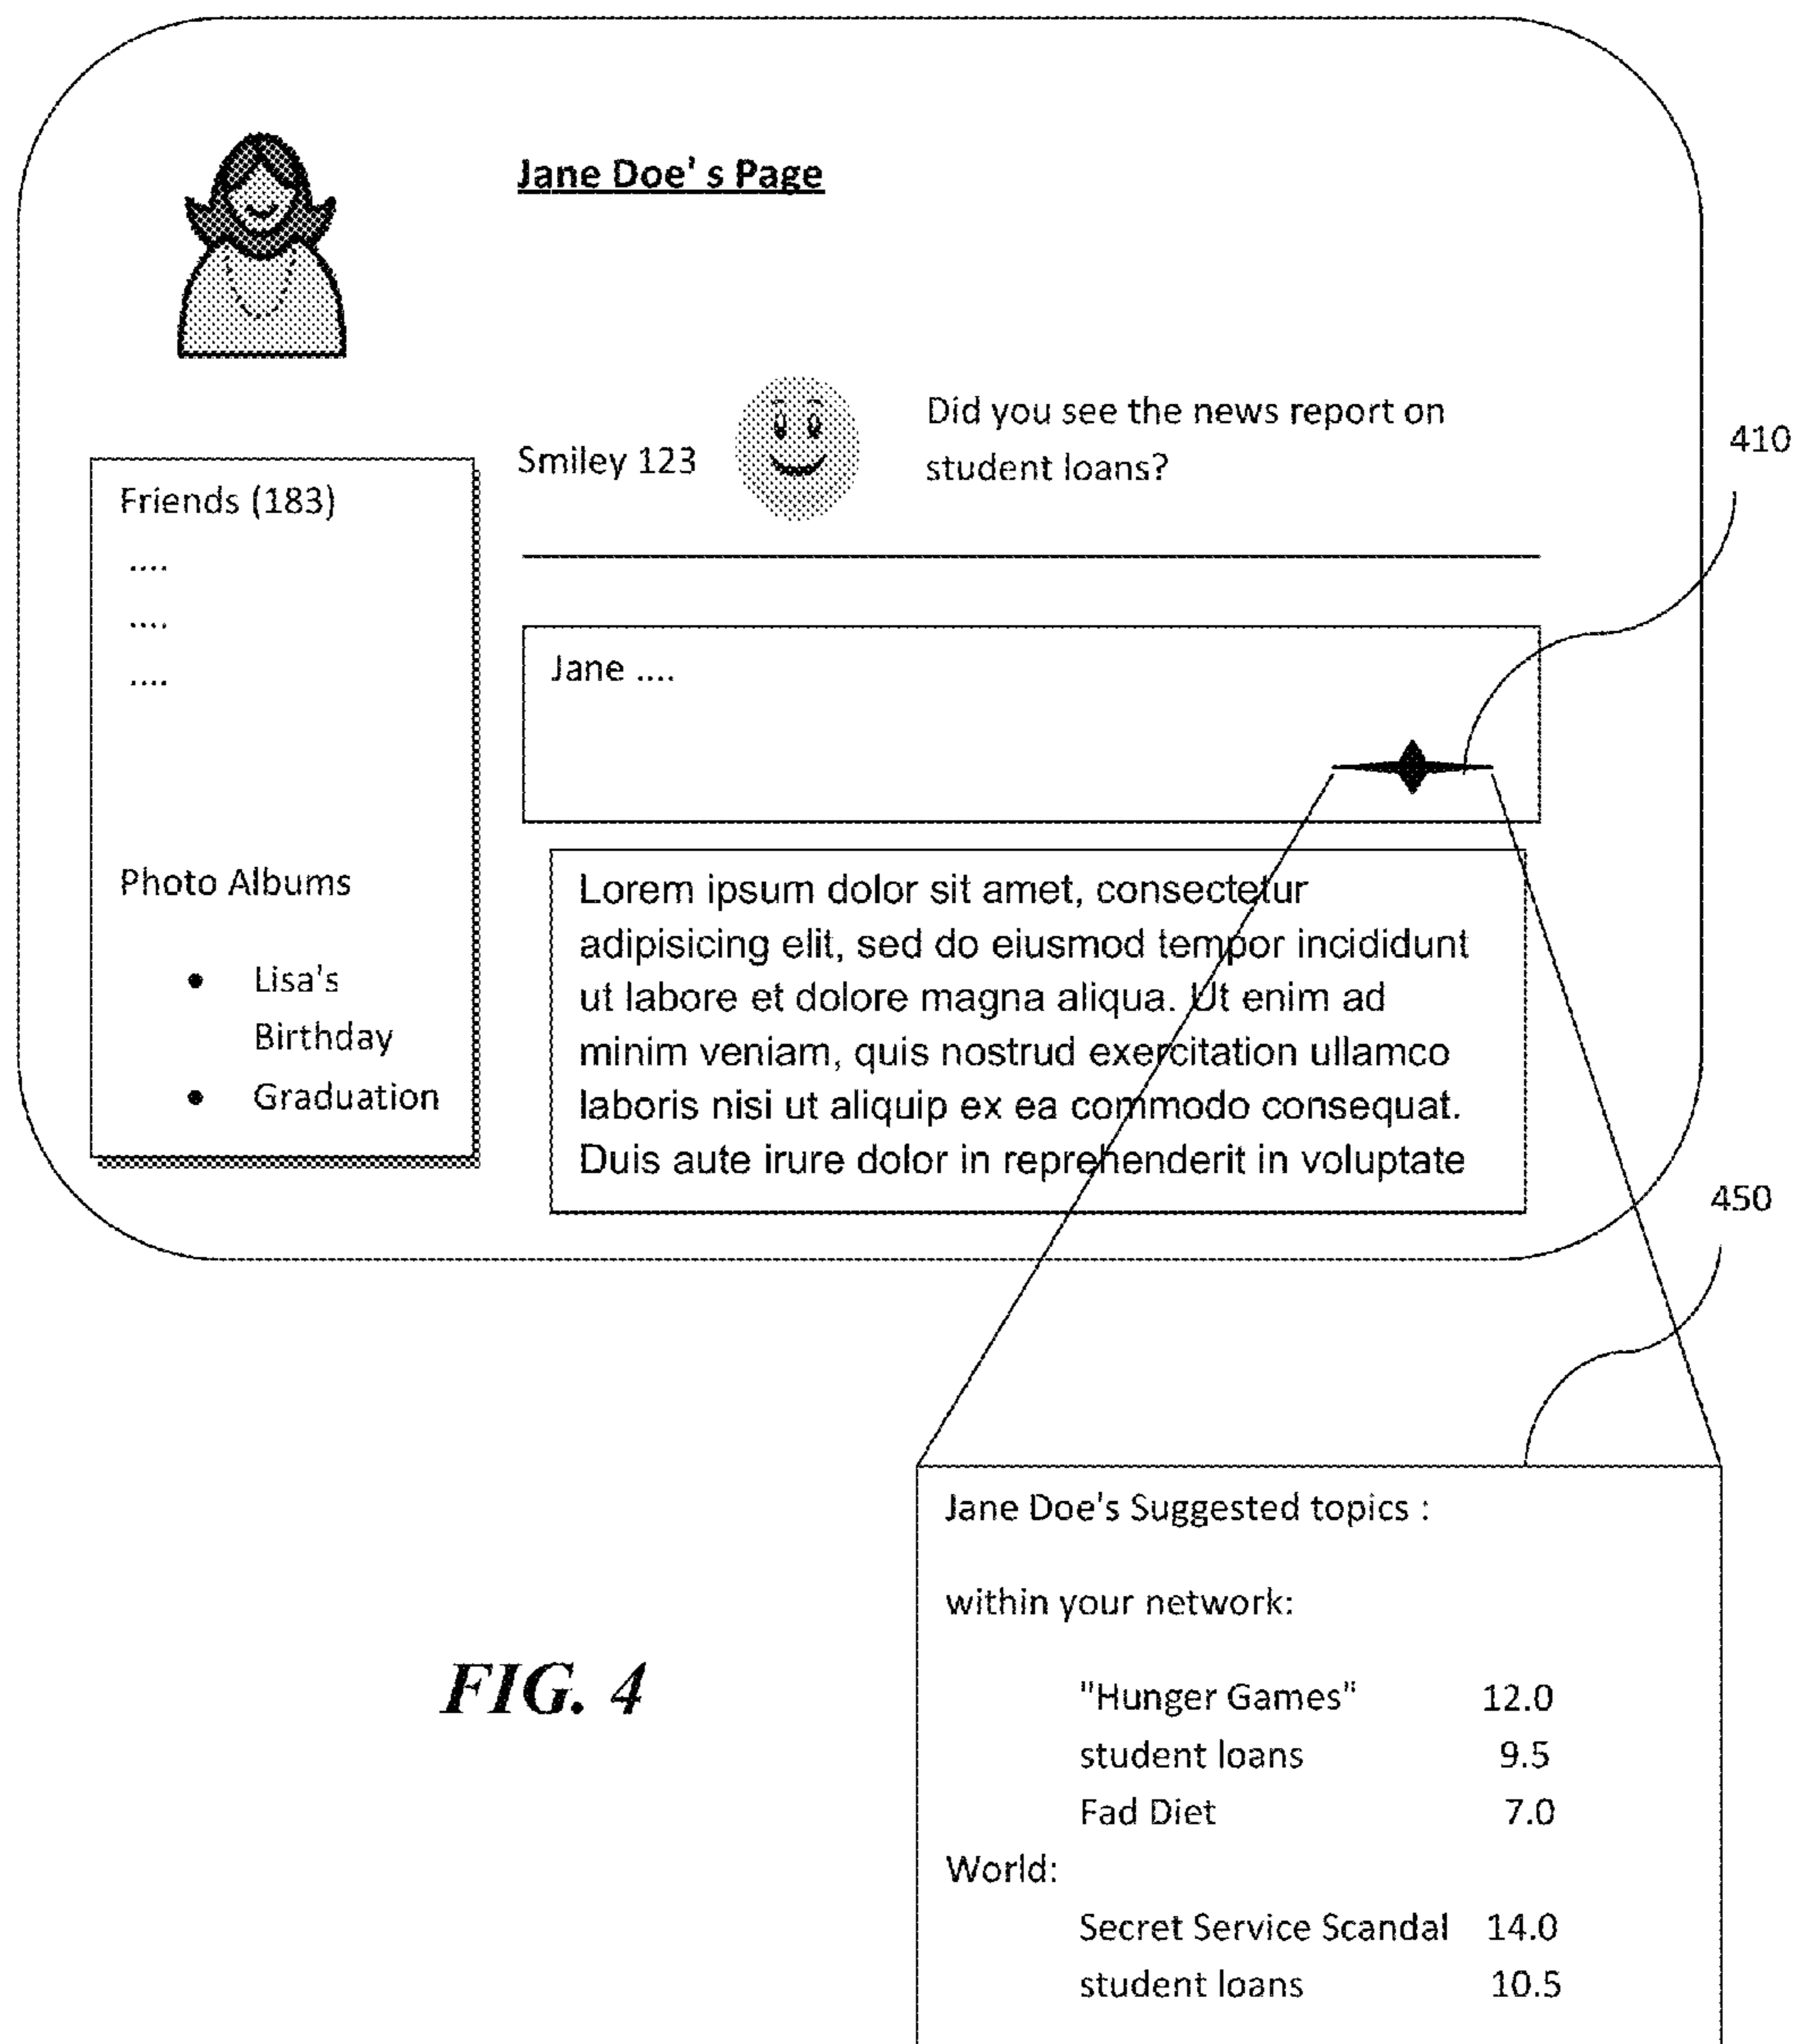 Jane Doe' s Page
Smiley 123
Did you see the news report on
student loans?
410
Friends (183)
....
....
....
Photo Albums
• Lisa's
Birthday
• Graduation
Jane ....
Lorem ipsum dolor sit amet, consectetur
adipisicing elit, sed do eiusmod tempor incididunt
ut labore et dolore magna aliqua. Ut enim ad
minim veniam, quis nostrud exercitation ullamco
laboris nisi ut aliquip ex ea commodo consequat.
Duis aute irure dolor in reprehenderit in voluptate
450
Jane Doe's Suggested topics :
within your network:
"Hunger Games" 12.0
student loans 9.5
Fad Diet 7.0
World:
Secret Service Scandal 14.0
student loans 10.5
FIG. 4